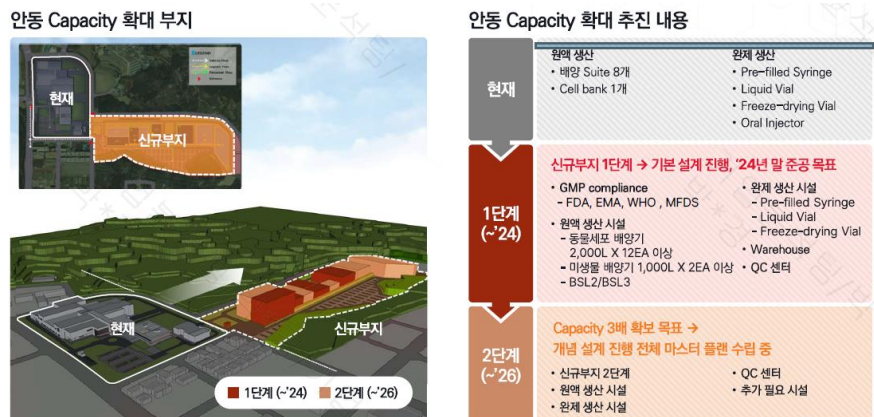 안동 Capacity 확대 부지
현재
신규부지
현재
신규부지
1단계 (~'24)
2단계 (~'26)
안동 Capacity 확대 추진 내용
현재
원액 생산
• 배양 Suite 8개
• Cell bank 1개
완제 생산
• Pre-filled Syringe
• Liquid Vial
• Freeze-drying Vial
• Oral Injector
1단계
(~'24)
신규부지 1단계 → 기본 설계 진행, '24년 말 준공 목표
• GMP compliance
- FDA, EMA, WHO , MFDS
• 원액 생산 시설
- 동물세포 배양기
2,000L X 12EA 이상
- 미생물 배양기 1,000L X 2EA 이상
- BSL2/BSL3
• 완제 생산 시설
- Pre-filled Syringe
- Liquid Vial
- Freeze-drying Vial
• Warehouse
• QC 센터
2단계
(~'26)
Capacity 3배 확보 목표 →
개념 설계 진행 전체 마스터 플랜 수립 중
• 신규부지 2단계
• 원액 생산 시설
• 완제 생산 시설
• QC 센터
• 추가 필요 시설